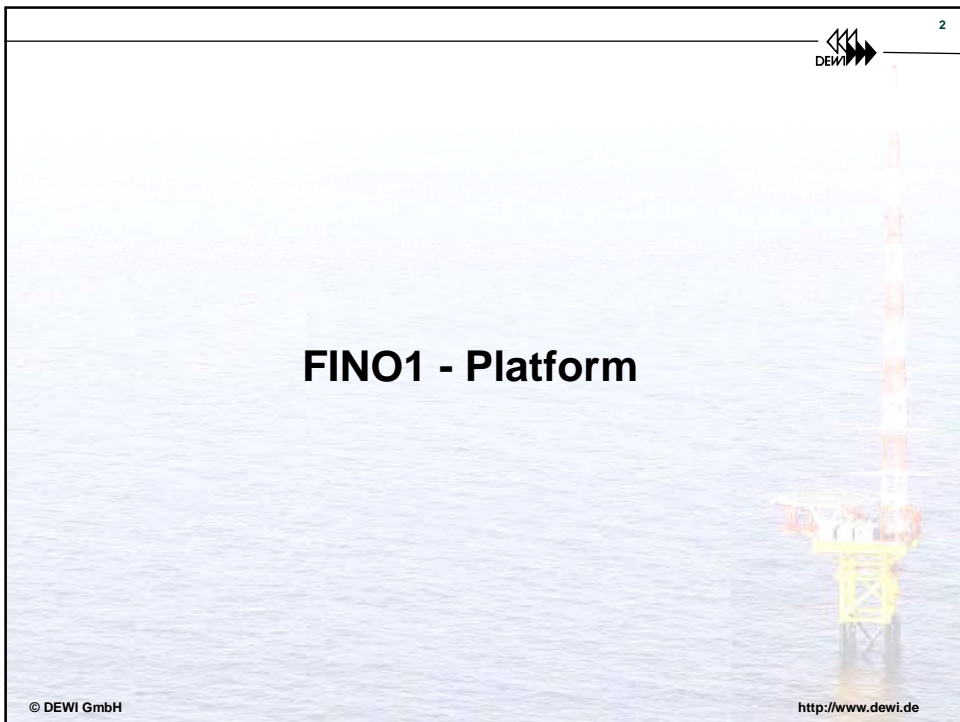 2
DEWI
FINO1 - Platform
© DEWI GmbH
http://www.dewi.de